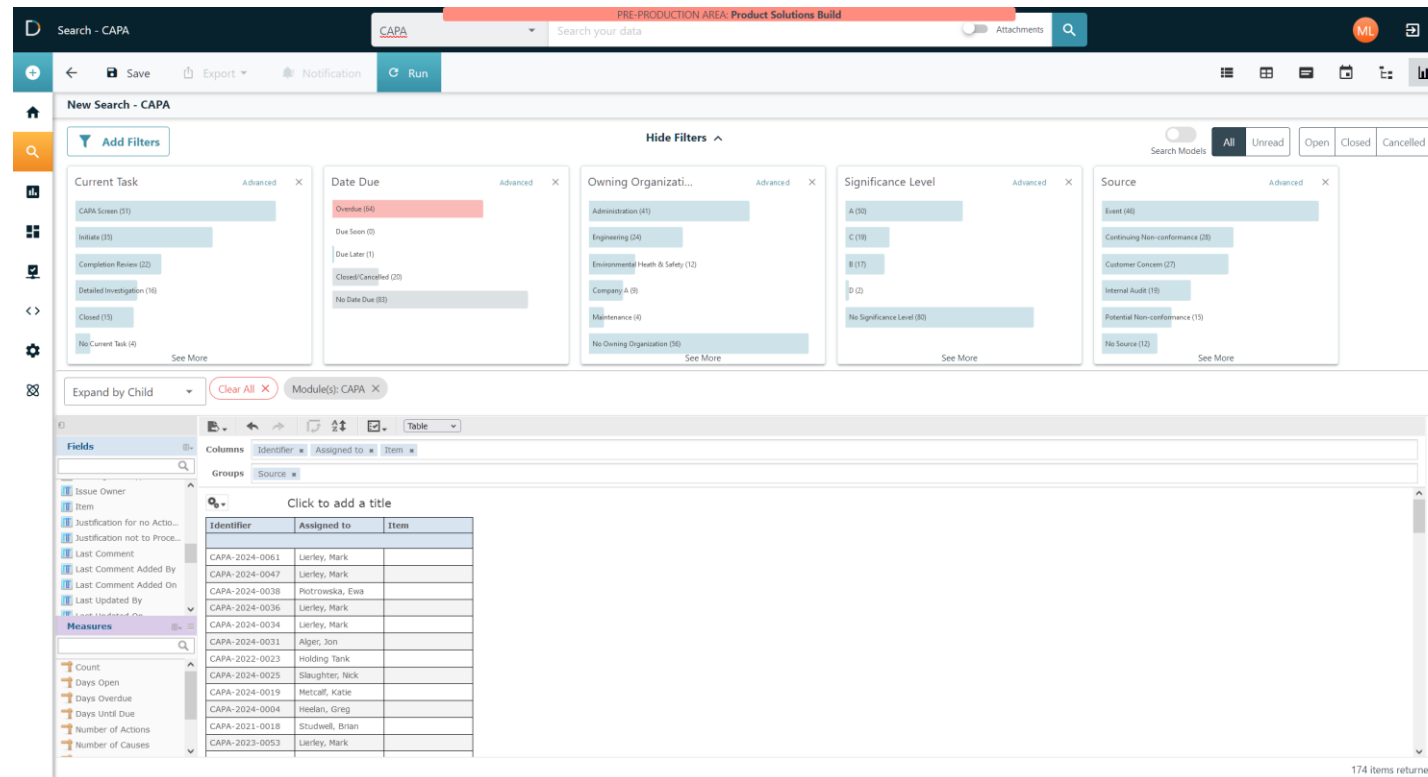 PRE-PRODUCTION AREA: Product Solutions Build
Search - CAPA
CAPA
Search your data
Attachments
ML
Save
Export
Notification
Run
New Search - CAPA
Add Filters
Hide Filters
Search Models
All
Unread
Open
Closed
Cancelled
Current Task
Advanced
CAPA Screen (51)
Initiate (35)
Completion Review (22)
Detailed Investigation (16)
Closed (15)
No Current Task (4)
See More
Date Due
Advanced
Overdue (64)
Due Soon (0)
Due Later (1)
Closed/Cancelled (20)
No Date Due (83)
Owning Organizati...
Advanced
Administration (41)
Engineering (24)
Environmental Heath & Safety (12)
Company A (9)
Maintenance (4)
No Owning Organization (56)
See More
Significance Level
Advanced
A (50)
C (19)
B (17)
D (2)
No Significance Level (80)
See More
Source
Advanced
Event (48)
Continuing Non-conformance (28)
Customer Concern (27)
Internal Audit (19)
Potential Non-conformance (15)
No Source (12)
See More
Expand by Child
Clear All
Module(s): CAPA
Table
Fields
Issue Owner
Item
Justification for no Actio...
Justification not to Proce...
Last Comment
Last Comment Added By
Last Comment Added On
Last Updated By
Measures
Count
Days Open
Days Overdue
Days Until Due
Number of Actions
Number of Causes
Columns Identifier Assigned to Item
Groups Source
Click to add a title
Identifier Assigned to Item
CAPA-2024-0061 Lierley, Mark
CAPA-2024-0047 Lierley, Mark
CAPA-2024-0038 Piotrowska, Ewa
CAPA-2024-0036 Lierley, Mark
CAPA-2024-0034 Lierley, Mark
CAPA-2024-0031 Alger, Jon
CAPA-2022-0023 Holding Tank
CAPA-2024-0025 Slaughter, Nick
CAPA-2024-0019 Metcalf, Katie
CAPA-2024-0004 Heelan, Greg
CAPA-2021-0018 Studwell, Brian
CAPA-2023-0053 Lierley, Mark
174 items returne